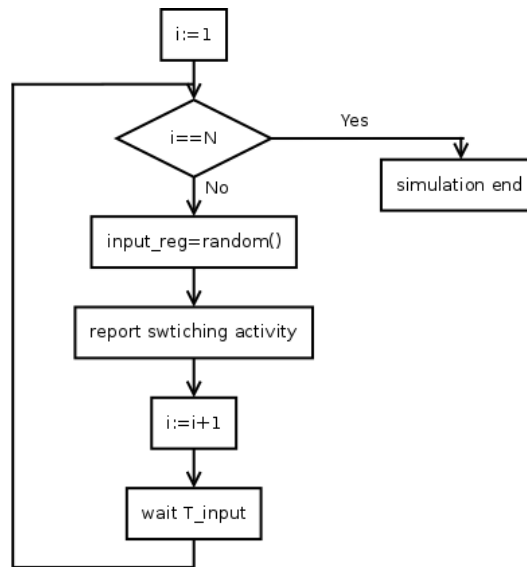 i:=1
i==N
Yes
simulation end
No
input_reg=random()
report swtiching activity
i:=i+1
wait T_input